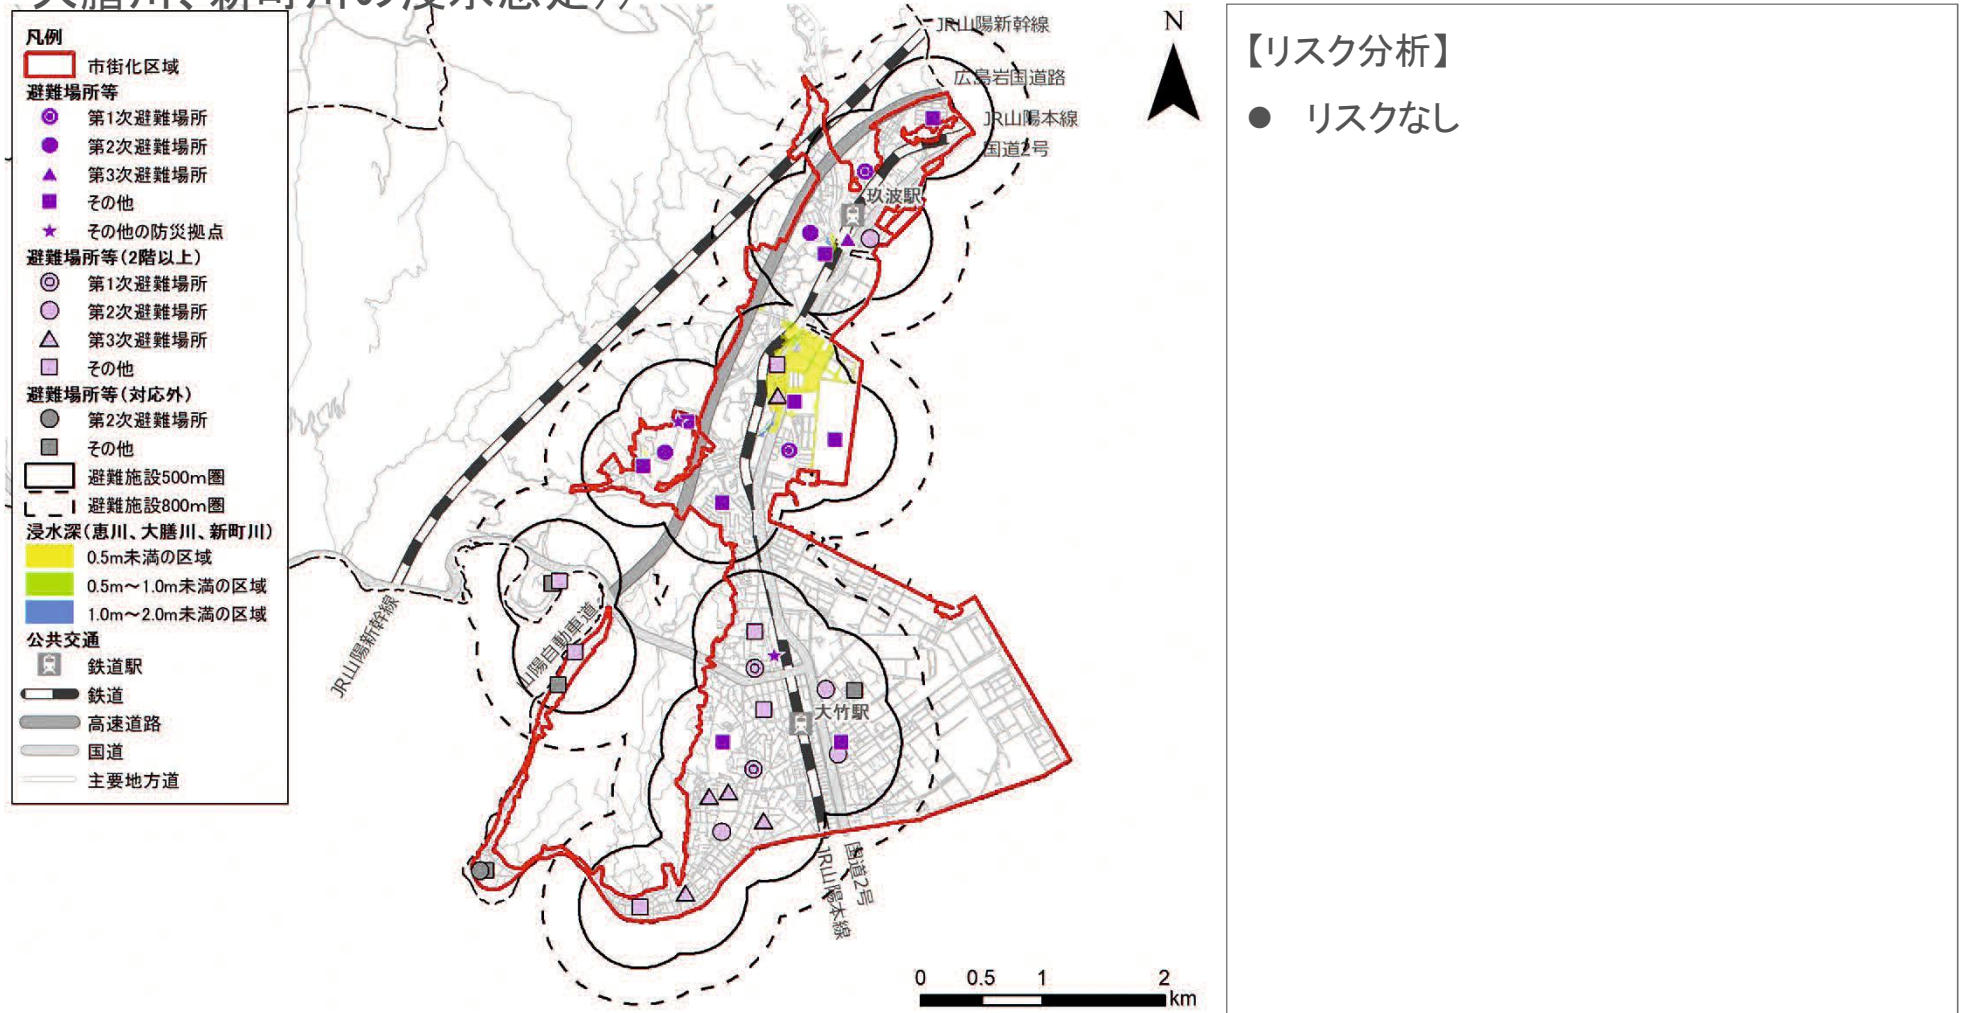 大膳川、新町川の浸水想定))
凡例
市街化区域
避難場所等
第1次避難場所
第2次避難場所
第3次避難場所
その他
その他の防災拠点
避難場所等(2階以上)
第1次避難場所
第2次避難場所
第3次避難場所
その他
避難場所等(対応外)
第2次避難場所
その他
避難施設500m圏
避難施設800m圏
浸水深(恵川、大膳川、新町川)
0.5m未満の区域
0.5m～1.0m未満の区域
1.0m～2.0m未満の区域
公共交通
鉄道駅
鉄道
高速道路
国道
主要地方道
JR山陽新幹線
広島岩国道路
JR山陽本線
国道2号
玖波駅
JR山陽新幹線
山陽自動車道
大竹駅
国道2号
JR山陽本線
N
0 0.5 1 2
km
【リスク分析】
● リスクなし